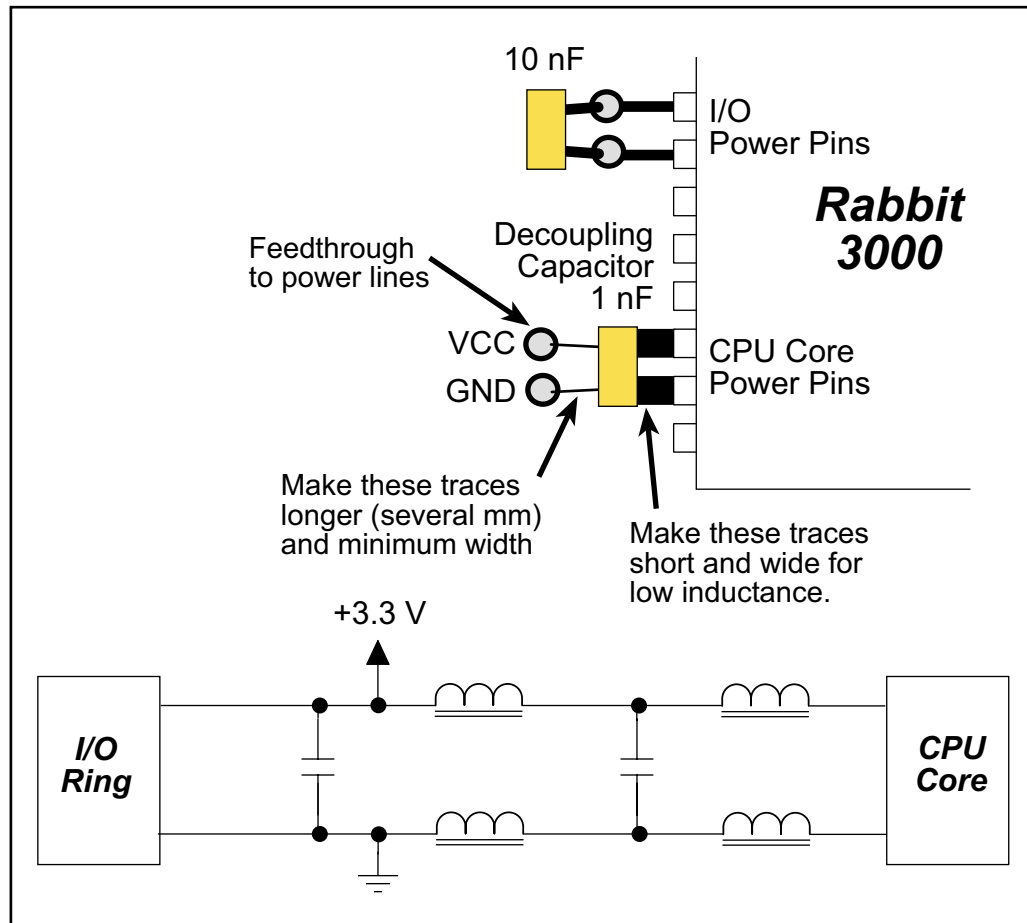 10 nF
I/O
Power Pins
Rabbit
3000
Feedthrough
to power lines
Decoupling
Capacitor
1 nF
VCC
GND
CPU Core
Power Pins
Make these traces
longer (several mm)
and minimum width
Make these traces
short and wide for
low inductance.
+3.3 V
I/O
Ring
CPU
Core